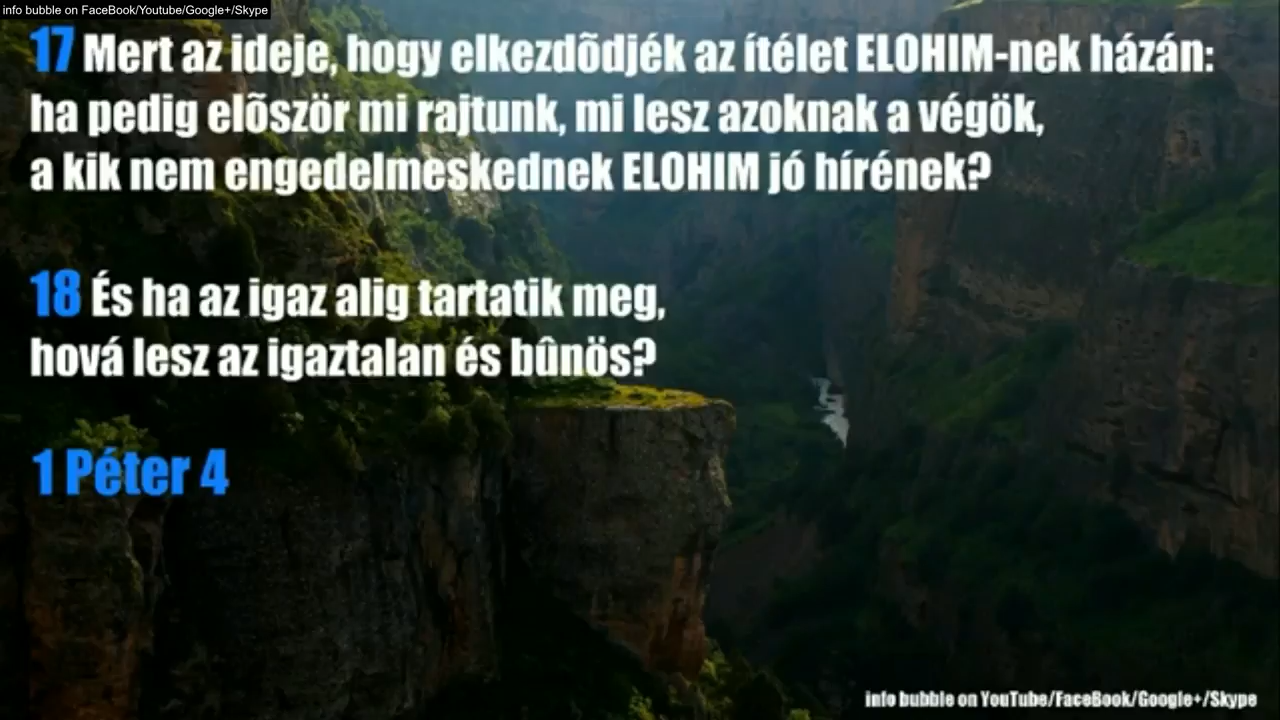 info bubble on FaceBook/Youtube/Google+/Skype
17 Mert az ideje, hogy elkezdõdjék az ítélet ELOHIM-nek házán:
ha pedig elõször mi rajtunk, mi lesz azoknak a végök,
a kik nem engedelmeskednek ELOHIM jó hírének?
18 És ha az igaz alig tartatik meg,
hová lesz az igaztalan és bûnös?
1 Péter 4
info bubble on YouTube/FaceBook/Google+/Skype